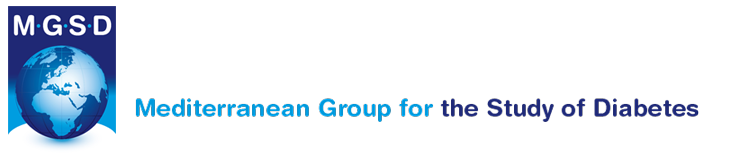 M·G·S·D
Mediterranean Group for the Study of Diabetes